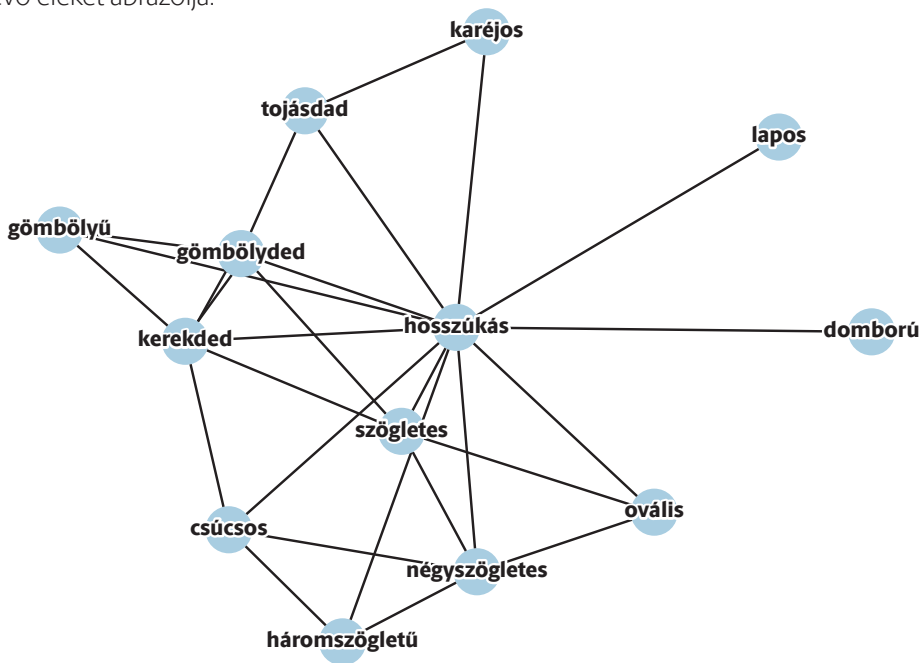 karéjos
tojásdad
lapos
gömbölyű
gömbölyded
hosszúkás
domború
kerekded
szögletes
ovális
csúcsos
négyszögletes
háromszögletű